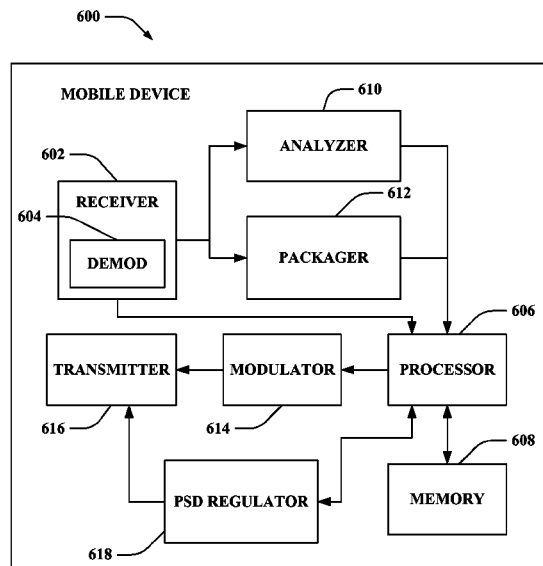 600
MOBILE DEVICE
610
ANALYZER
602
RECEIVER
604
DEMOD
612
PACKAGER
606
TRANSMITTER
MODULATOR
PROCESSOR
616
614
608
PSD REGULATOR
MEMORY
618